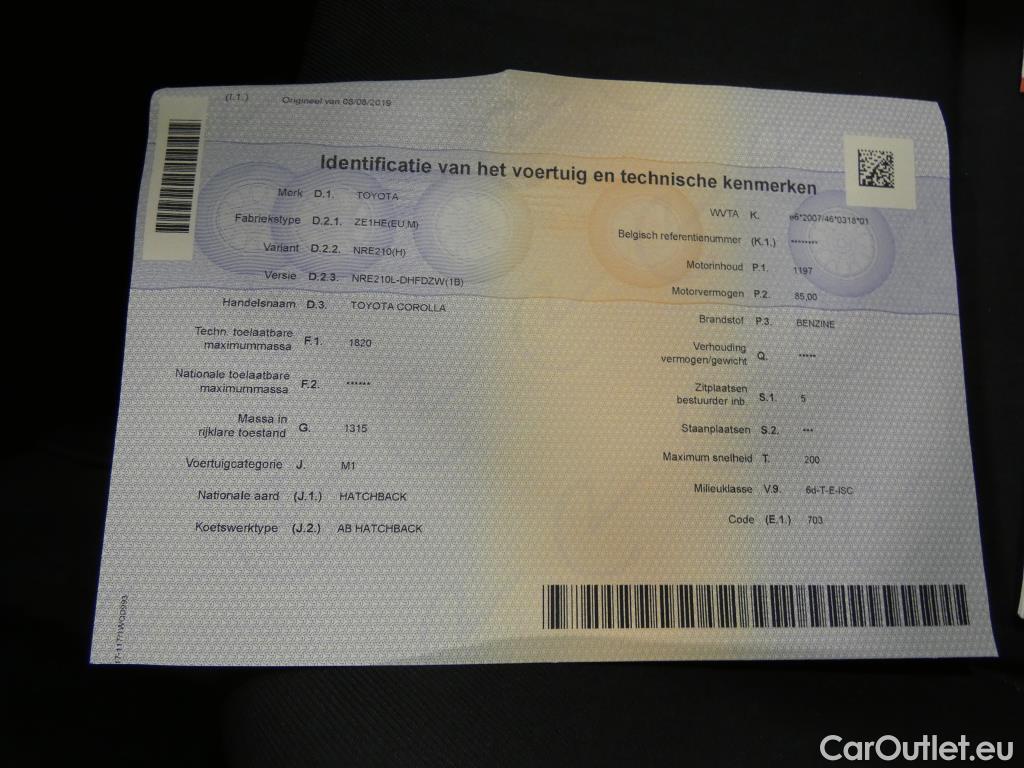 (I.1.) Origineel van 08/08/2019
Identificatie van het voertuig en technische kenmerken
Merk D.1. TOYOTA
Fabriekstype D.2.1. ZE1HE(EU,M)
Variant D.2.2. NRE210(H)
Versie D.2.3. NRE210L-DHFDZW(1B)
Handelsnaam D.3. TOYOTA COROLLA
Techn. toelaatbare
maximummassa F.1. 1820
Nationale toelaatbare
maximummassa F.2. ******
Massa in
rijklare toestand G. 1315
Voertuigcategorie J. M1
Nationale aard (J.1.) HATCHBACK
Koetswerktype (J.2.) AB HATCHBACK
WVTA K. e6*2007/46*0318*01
Belgisch referentienummer (K.1.) ********
Motorinhoud P.1. 1197
Motorvermogen P.2. 85,00
Brandstof P.3. BENZINE
Verhouding
vermogen/gewicht Q. *****
Zitplaatsen
bestuurder inb. S.1. 5
Staanplaatsen S.2. ***
Maximum snelheid T. 200
Milieuklasse V.9. 6d-T-E-ISC
Code (E.1.) 703
CarOutlet.eu